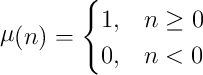 μ(n) = { 1, n ≥ 0
0, n < 0